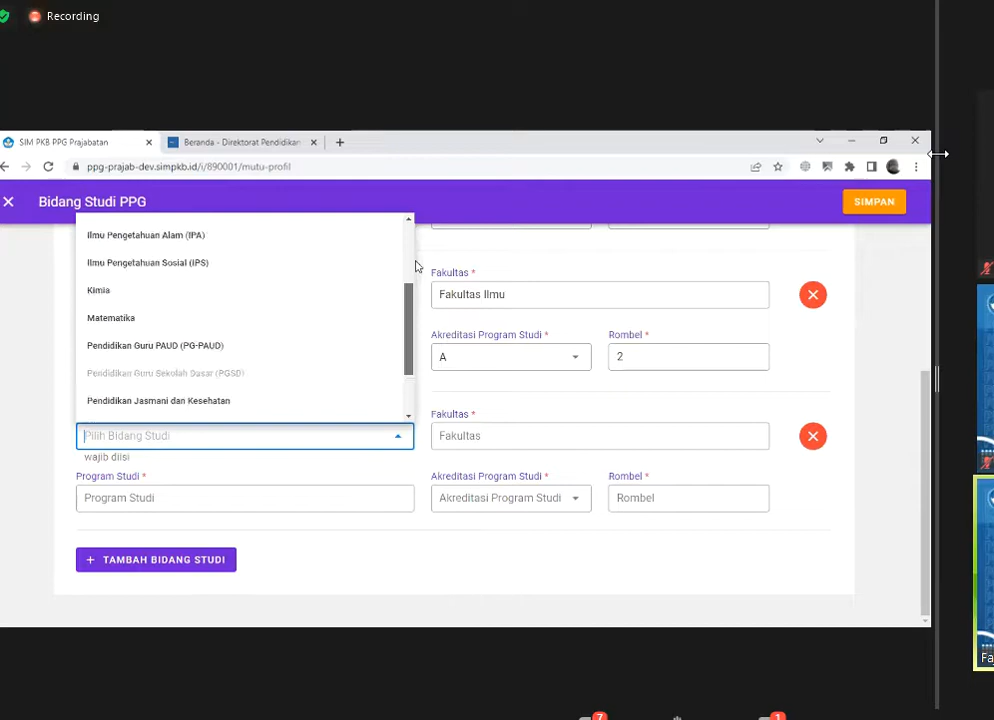 Recording
SIM PKB PPG Prajabatan
Beranda - Direktorat Pendidikan
ppg-prajab-dev.simpkb.id/i/890001/mutu-profil
Bidang Studi PPG
SIMPAN
Ilmu Pengetahuan Alam (IPA)
Ilmu Pengetahuan Sosial (IPS)
Kimia
Matematika
Pendidikan Guru PAUD (PG-PAUD)
Pendidikan Guru Sekolah Dasar (PGSD)
Pendidikan Jasmani dan Kesehatan
Fakultas *
Fakultas Ilmu
Akreditasi Program Studi * Rombel *
A 2
Fakultas *
Pilih Bidang Studi Fakultas
wajib diisi
Program Studi * Akreditasi Program Studi * Rombel *
Program Studi Akreditasi Program Studi Rombel
+ TAMBAH BIDANG STUDI
Fa
7 1